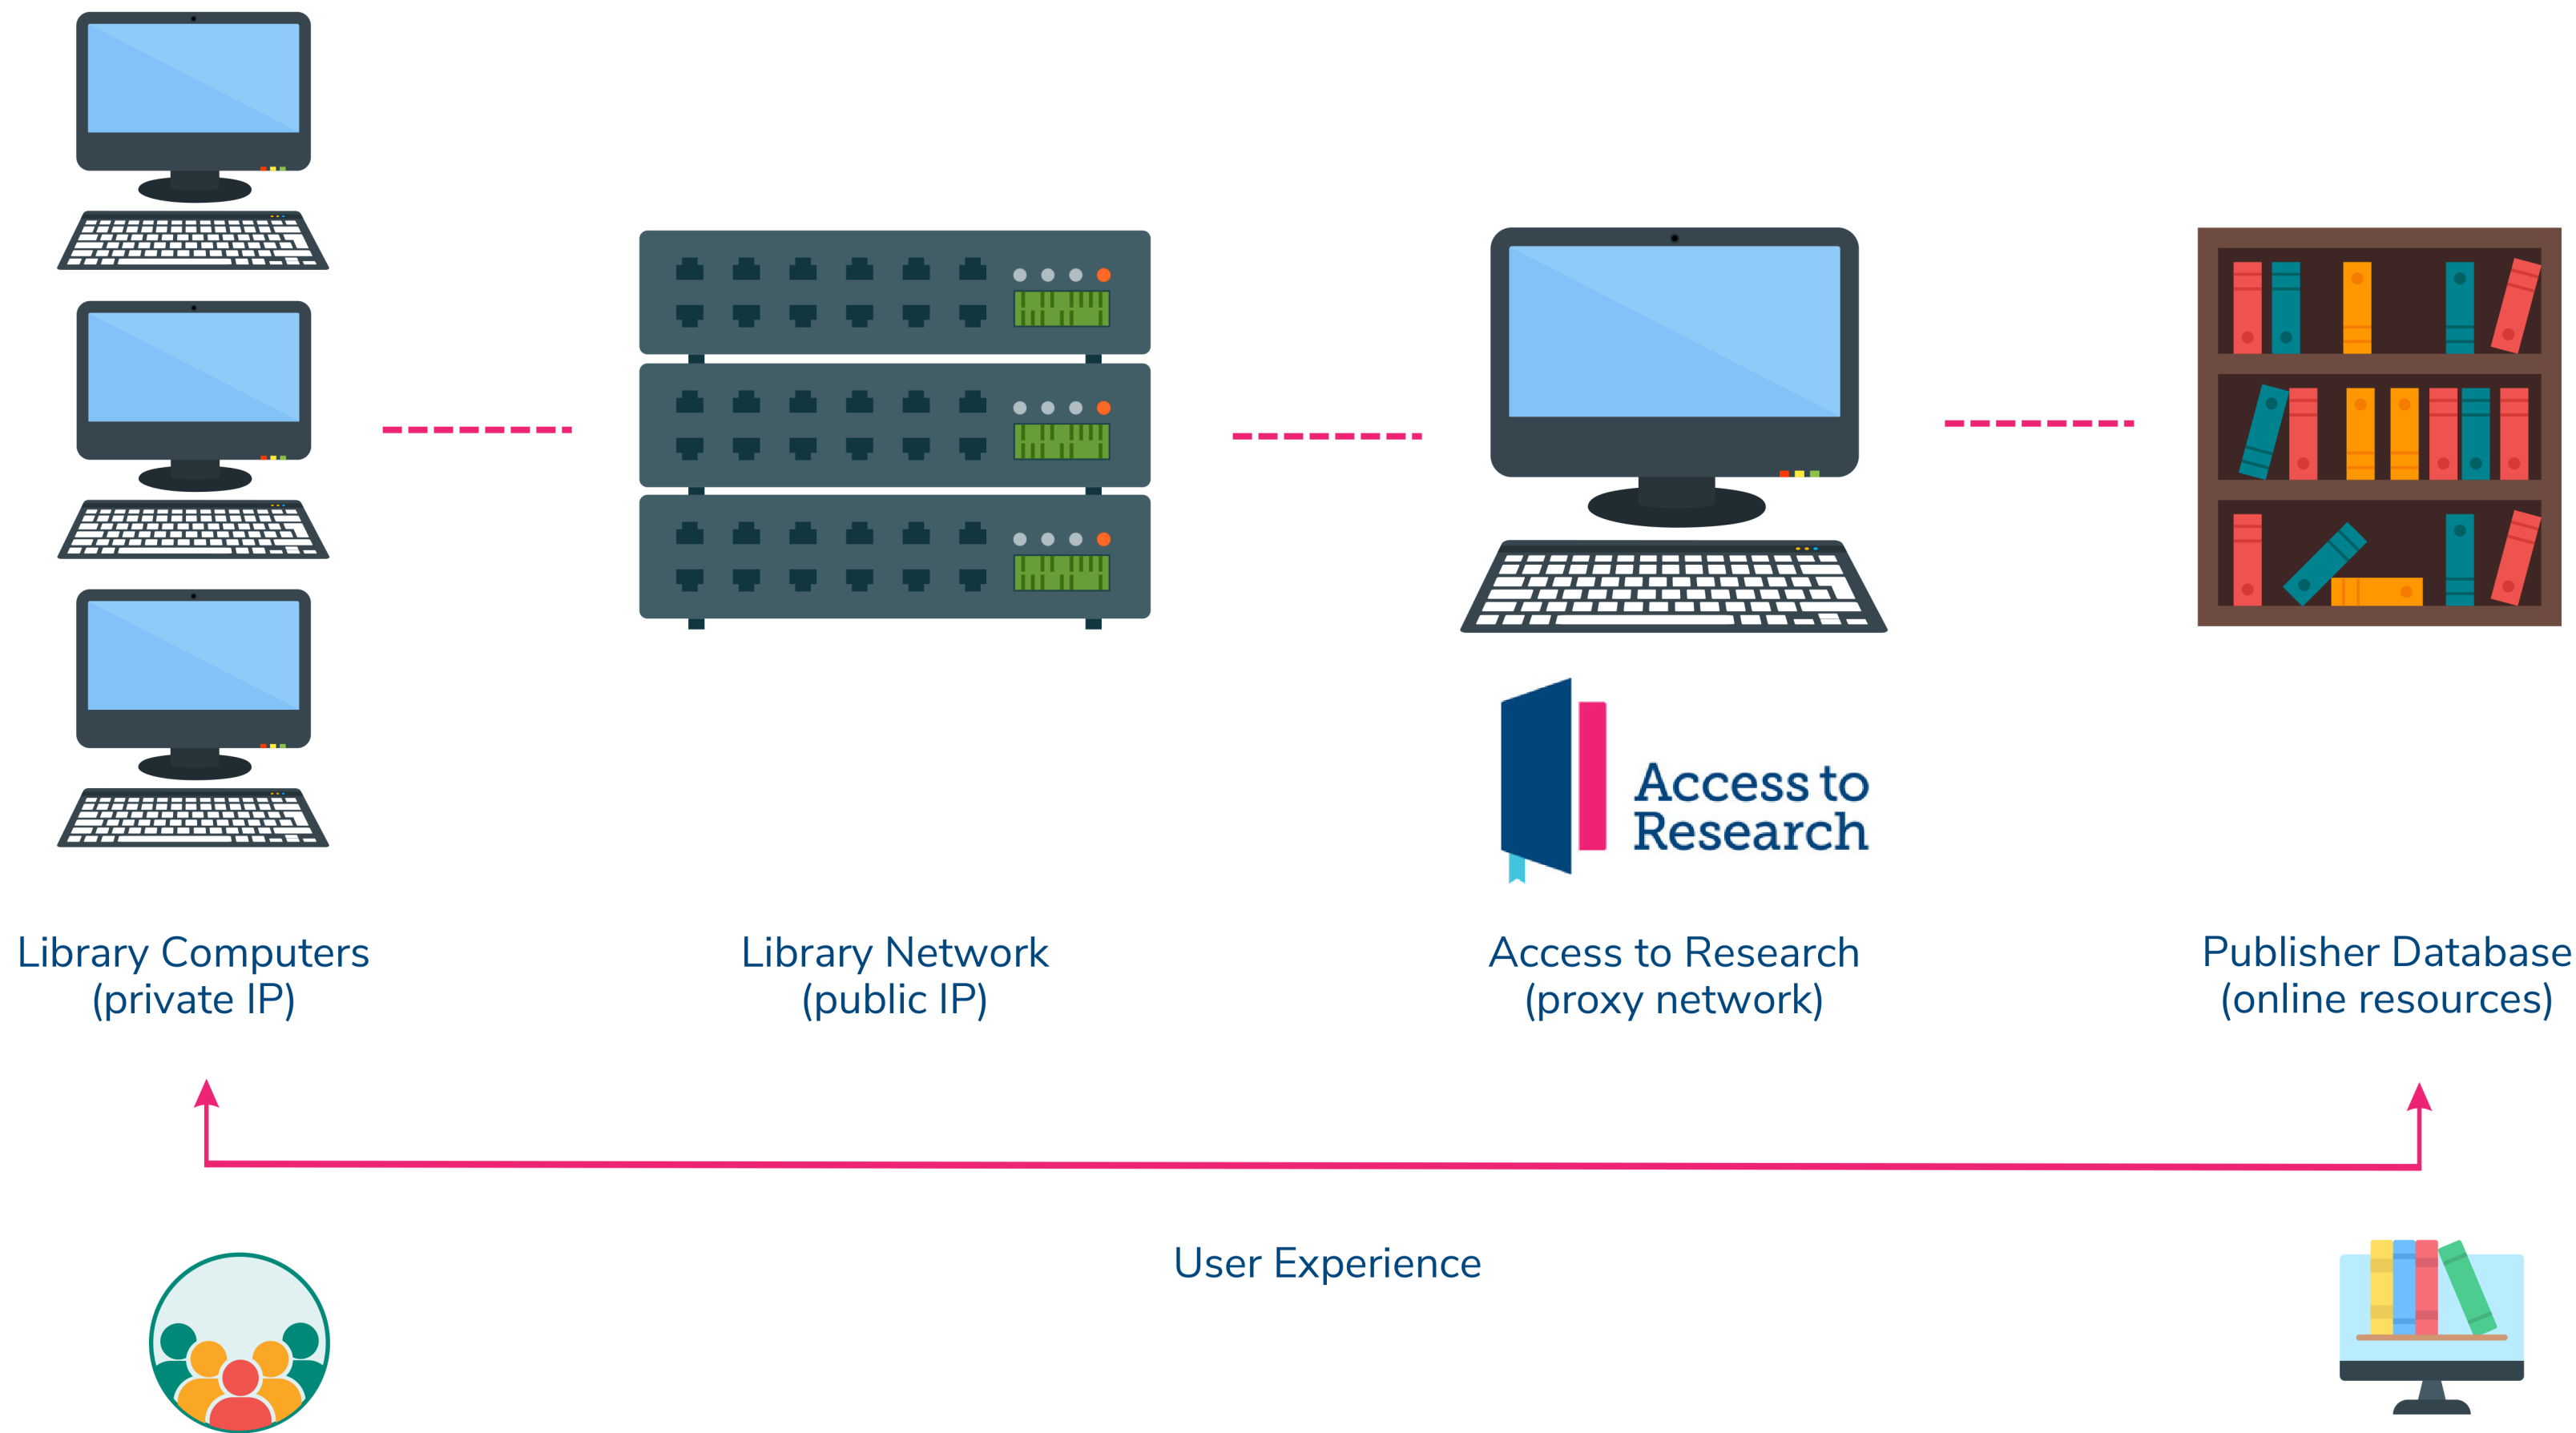 Access to
Research
Library Computers
(private IP)
Library Network
(public IP)
Access to Research
(proxy network)
Publisher Database
(online resources)
User Experience